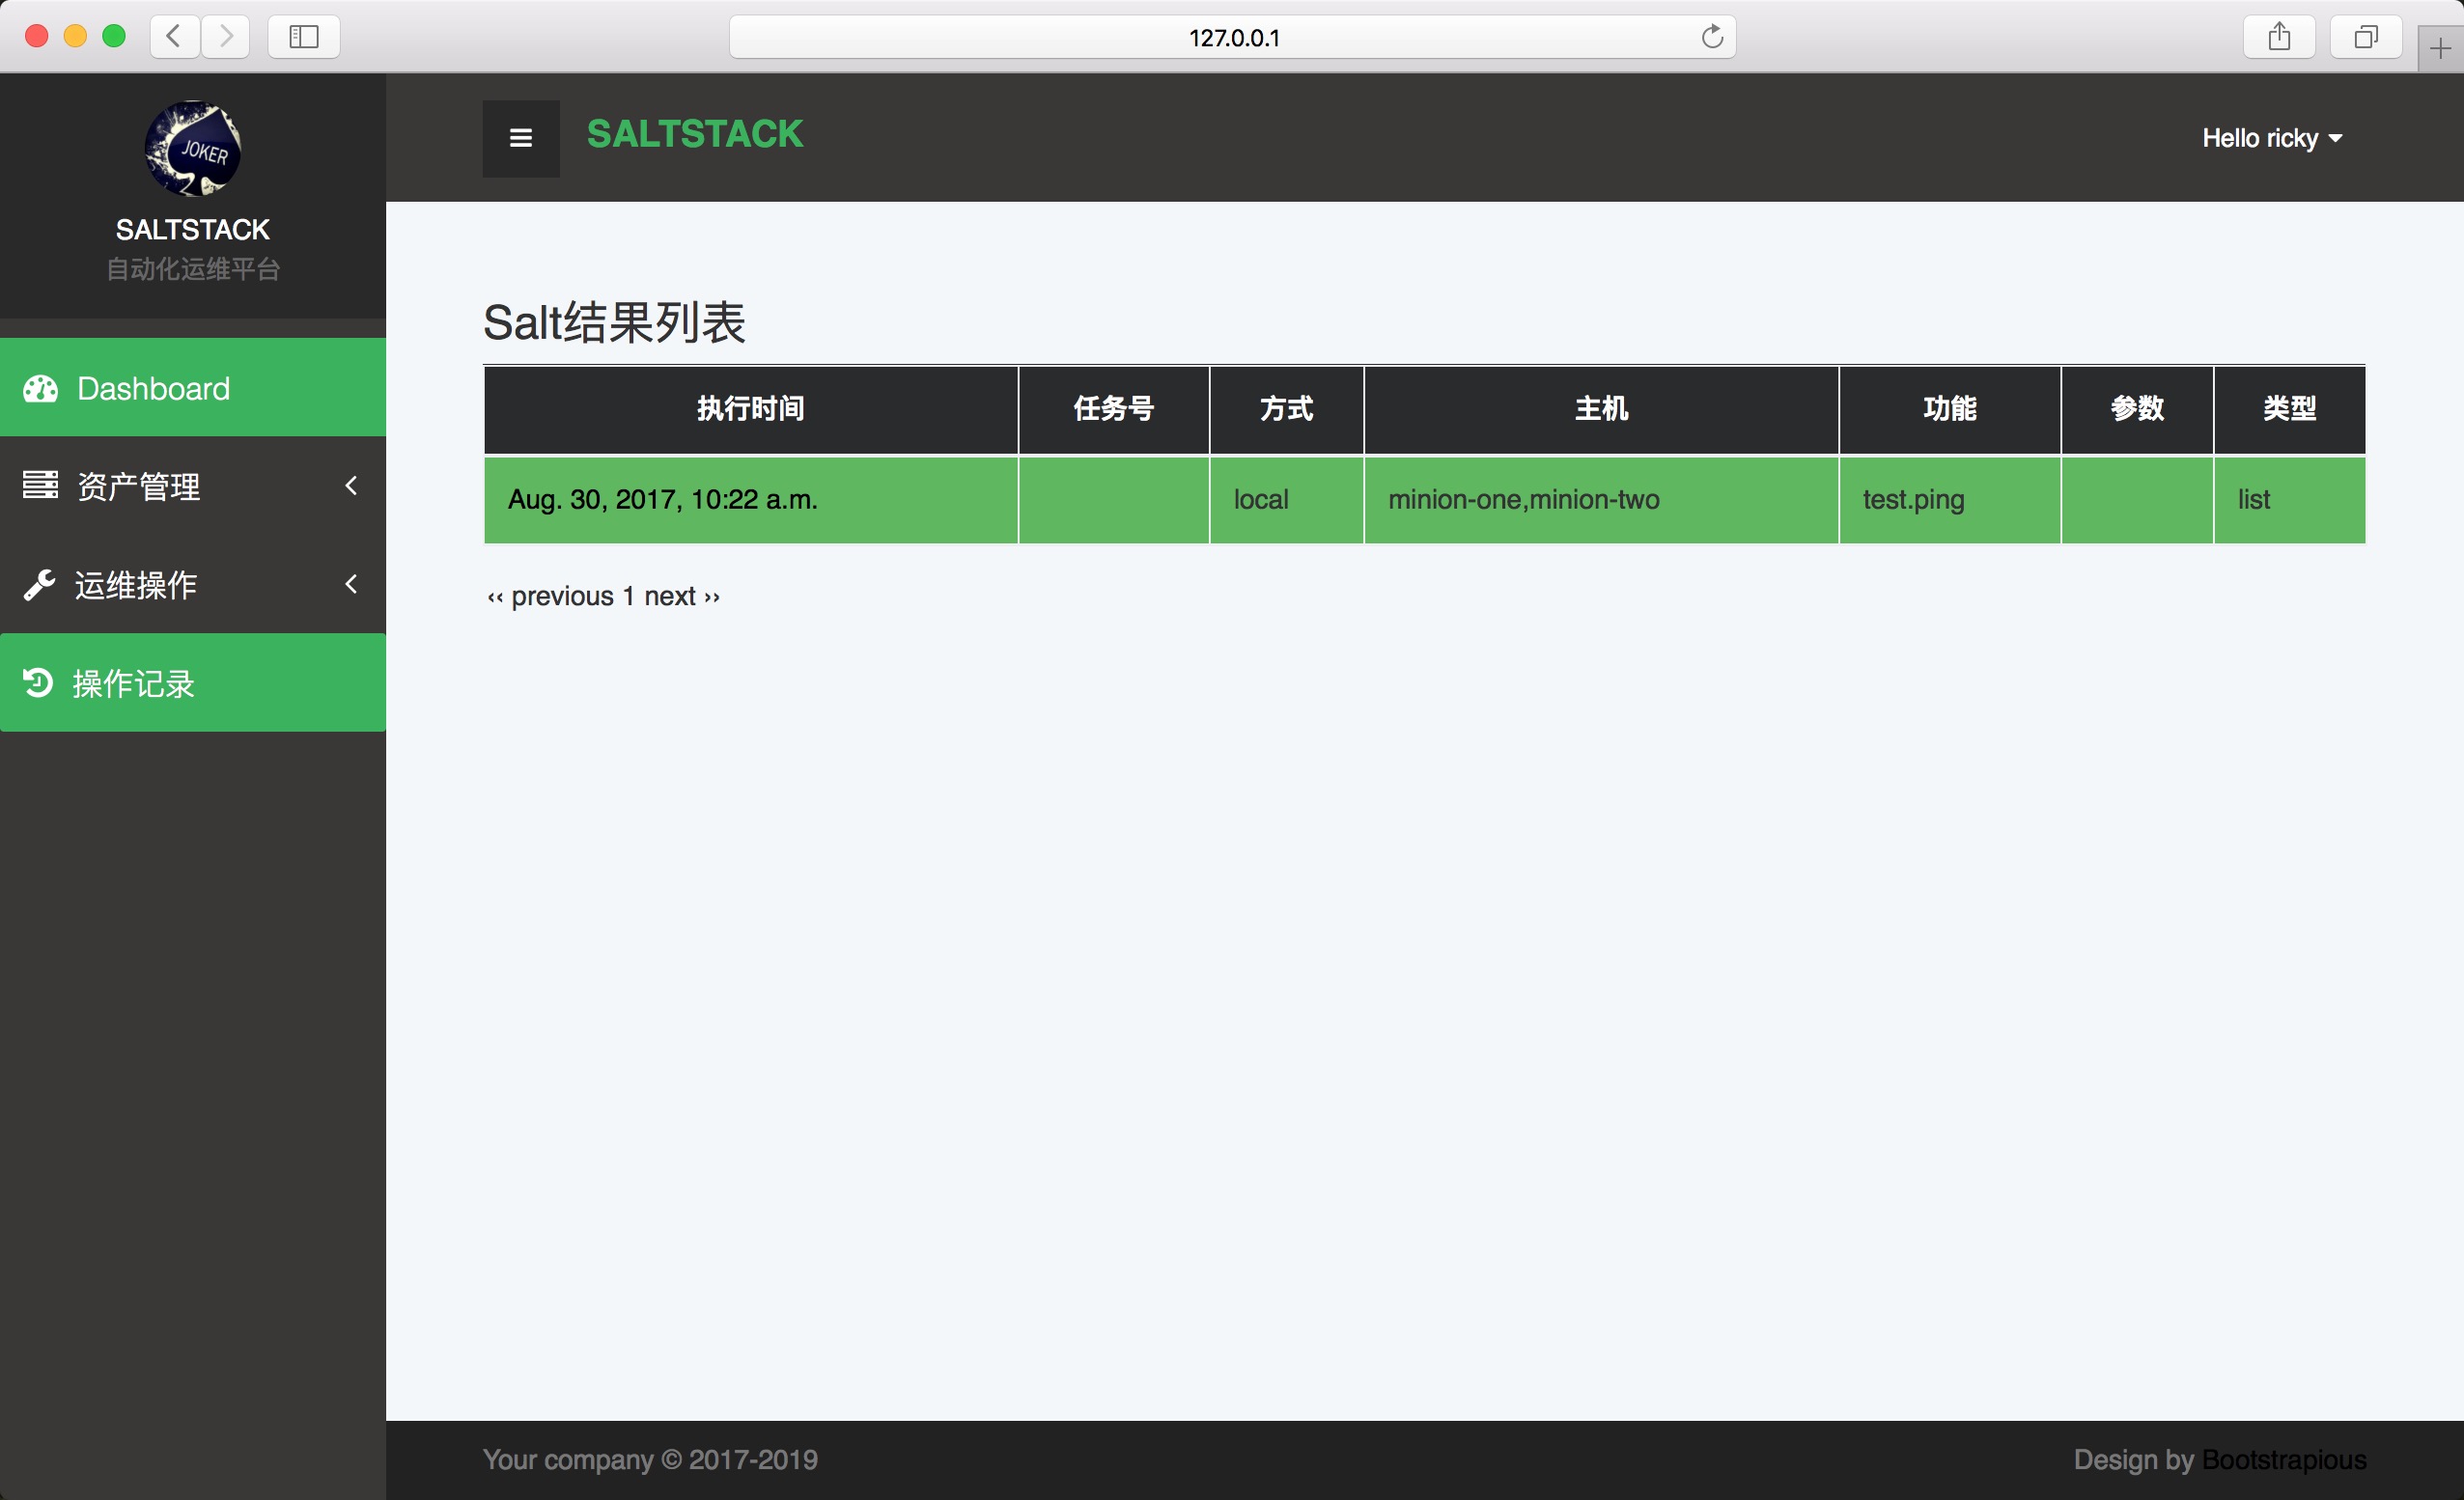 127.0.0.1
JOKER
SALTSTACK
自动化运维平台
Dashboard
资产管理
运维操作
操作记录
SALTSTACK
Hello ricky
Salt结果列表
执行时间 任务号 方式 主机 功能 参数 类型
Aug. 30, 2017, 10:22 a.m. local minion-one,minion-two test.ping list
‹‹ previous 1 next ››
Your company © 2017-2019
Design by Bootstrapious